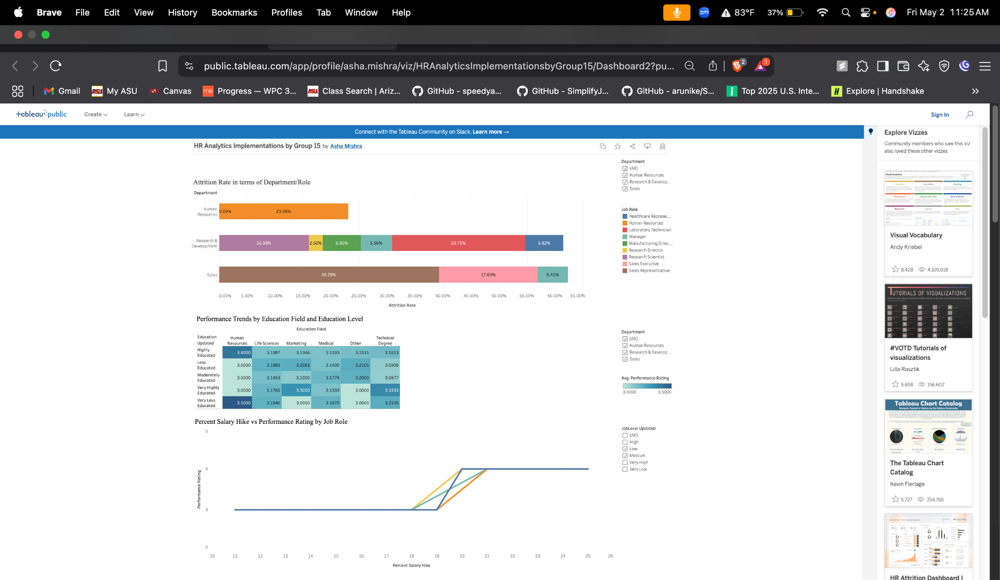 Brave File Edit View History Bookmarks Profiles Tab Window Help
zm 83°F 37% Fri May 2 11:25 AM
public.tableau.com/app/profile/asha.mishra/viz/HRAnalyticsImplementationsbyGroup15/Dashboard2?pu... 2 1
Gmail My ASU Canvas Progress — WPC 3... Class Search | Ariz... GitHub - speedya... GitHub - SimplifyJ... GitHub - arunike/S... Top 2025 U.S. Inte... Explore | Handshake
tableau public Create Learn Sign In
Connect with the Tableau Community on Slack. Learn more →
HR Analytics Implementations by Group 15 by Asha Mishra
Attrition Rate in terms of Department/Role
Department
Human
Resources
0.00% 23.08%
Research &
Development
16.04% 2.50% 6.80% 5.56% 23.75% 6.82%
Sales
39.29% 17.63% 5.41%
0.00% 5.00% 10.00% 15.00% 20.00% 25.00% 30.00% 35.00% 40.00% 45.00% 50.00% 55.00% 60.00% 65.00%
Attrition Rate
Department
(All)
Human Resources
Research & Develop...
Sales
Job Role
Healthcare Represe...
Human Resources
Laboratory Technician
Manager
Manufacturing Direc...
Research Director
Research Scientist
Sales Executive
Sales Representative
Performance Trends by Education Field and Education Level
Education Field
Education
Updated
Human
Resources
Life Sciences
Marketing
Medical
Other
Technical
Degree
Highly
Educated
3.4000 3.1387 3.1346 3.1333 3.1515 3.1613
Less
Educated
3.0000 3.1983 3.2083 3.1400 3.2105 3.0909
Moderately
Educated
3.0000 3.1453 3.1000 3.1774 3.2000 3.0877
Very Highly
Educated
3.0000 3.1765 3.3000 3.1333 3.0000 3.3333
Very Less
Educated
3.5000 3.1940 3.0000 3.1875 3.0000 3.2105
Department
(All)
Human Resources
Research & Develop...
Sales
Avg. Performance Rating
3.0000 3.5000
Percent Salary Hike vs Performance Rating by Job Role
Performance Rating
5
4
3
2
10 11 12 13 14 15 16 17 18 19 20 21 22 23 24 25 26
Percent Salary Hike
JobLevel Updated
(All)
High
Low
Medium
Very High
Very Low
Explore Vizzes
Community members who saw this viz
also loved these other vizzes
Visual Vocabulary
Andy Kriebel
8,428 4,105,018
TUTORIALS OF VISUALIZATIONS
#VOTD Tutorials of
visualizations
Lilla Rasztik
5,658 156,602
Tableau Chart Catalog
The Tableau Chart
Catalog
Kevin Flerlage
5,727 354,765
HR ATTRITION DASHBOARD
HR Attrition Dashboard |